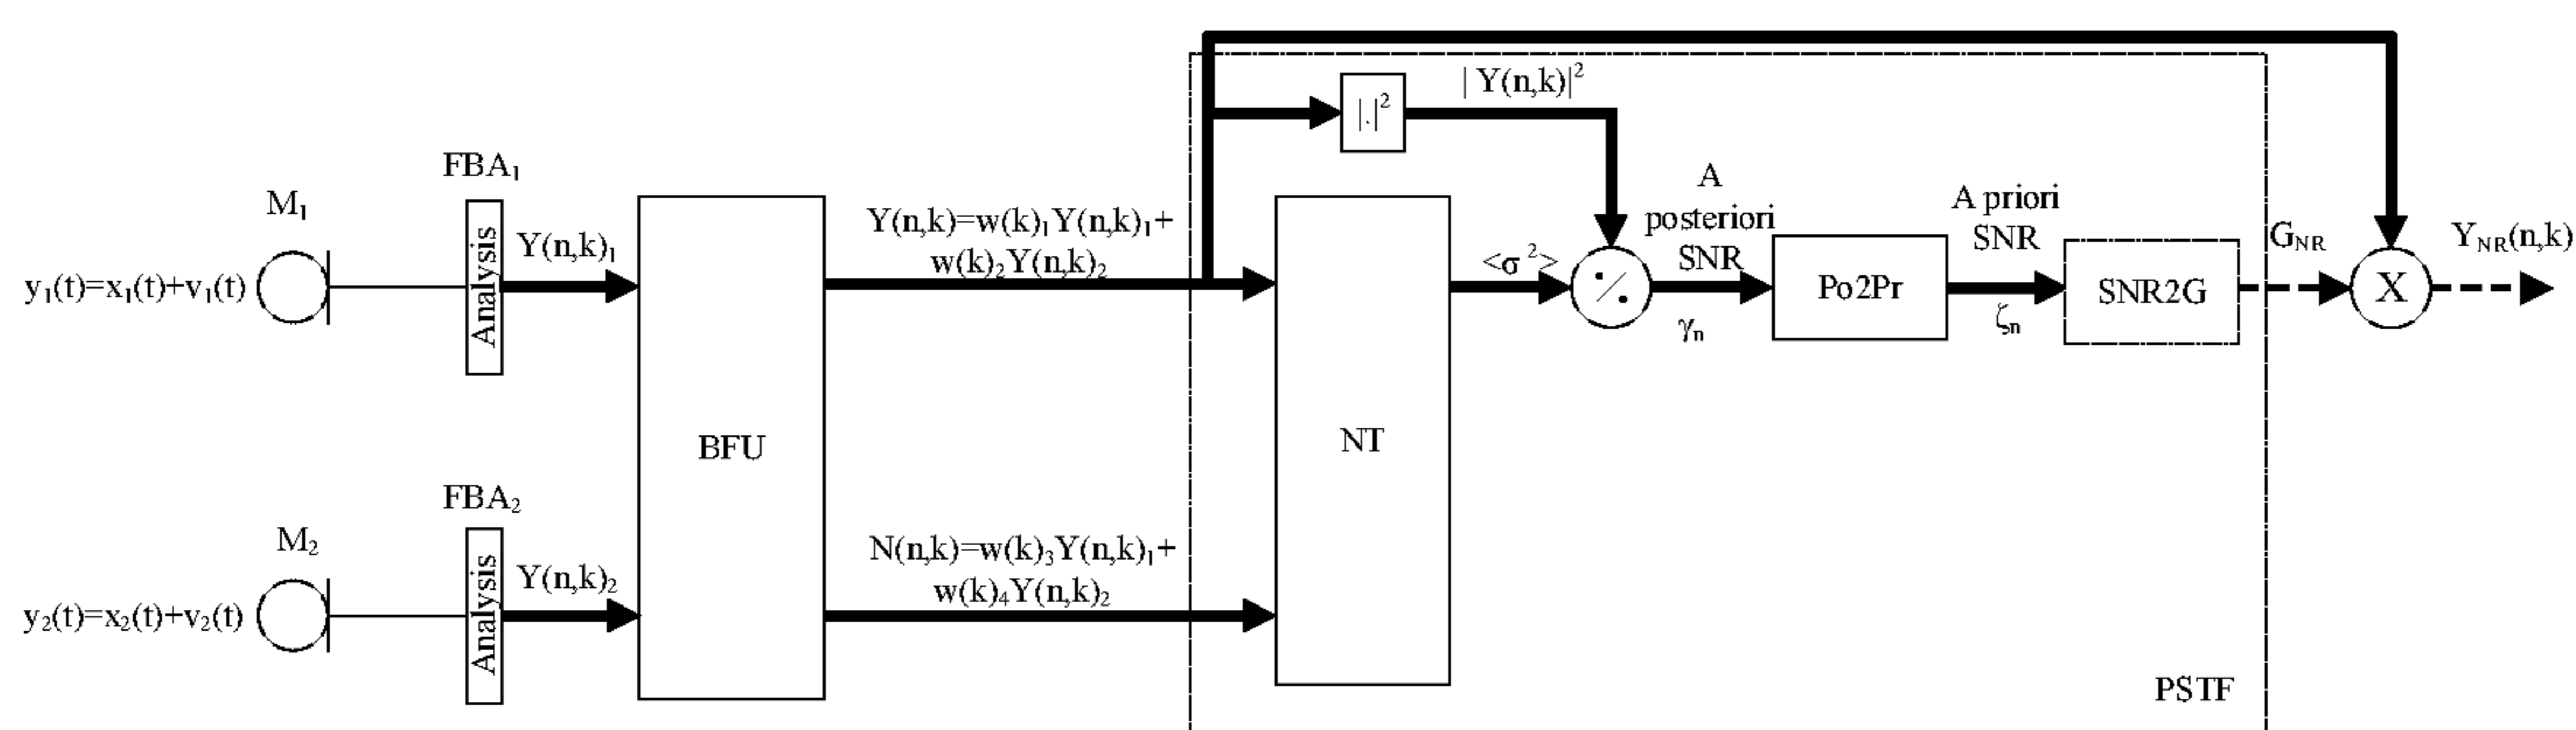 y₁(t)=x₁(t)+v₁(t)
M₁
FBA₁
Analysis
Y(n,k)₁
y₂(t)=x₂(t)+v₂(t)
M₂
FBA₂
Analysis
Y(n,k)₂
BFU
Y(n,k)=w(k)₁Y(n,k)₁+
w(k)₂Y(n,k)₂
N(n,k)=w(k)₃Y(n,k)₁+
w(k)₄Y(n,k)₂
|.|²
| Y(n,k)|²
NT
<σ²>
⁒
A
posteriori
SNR
γₙ
Po2Pr
A priori
SNR
ζₙ
SNR2G
G_NR
X
Y_NR(n,k)
PSTF